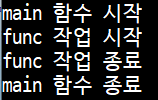 main 함수 시작
func 작업 시작
func 작업 종료
main 함수 종료